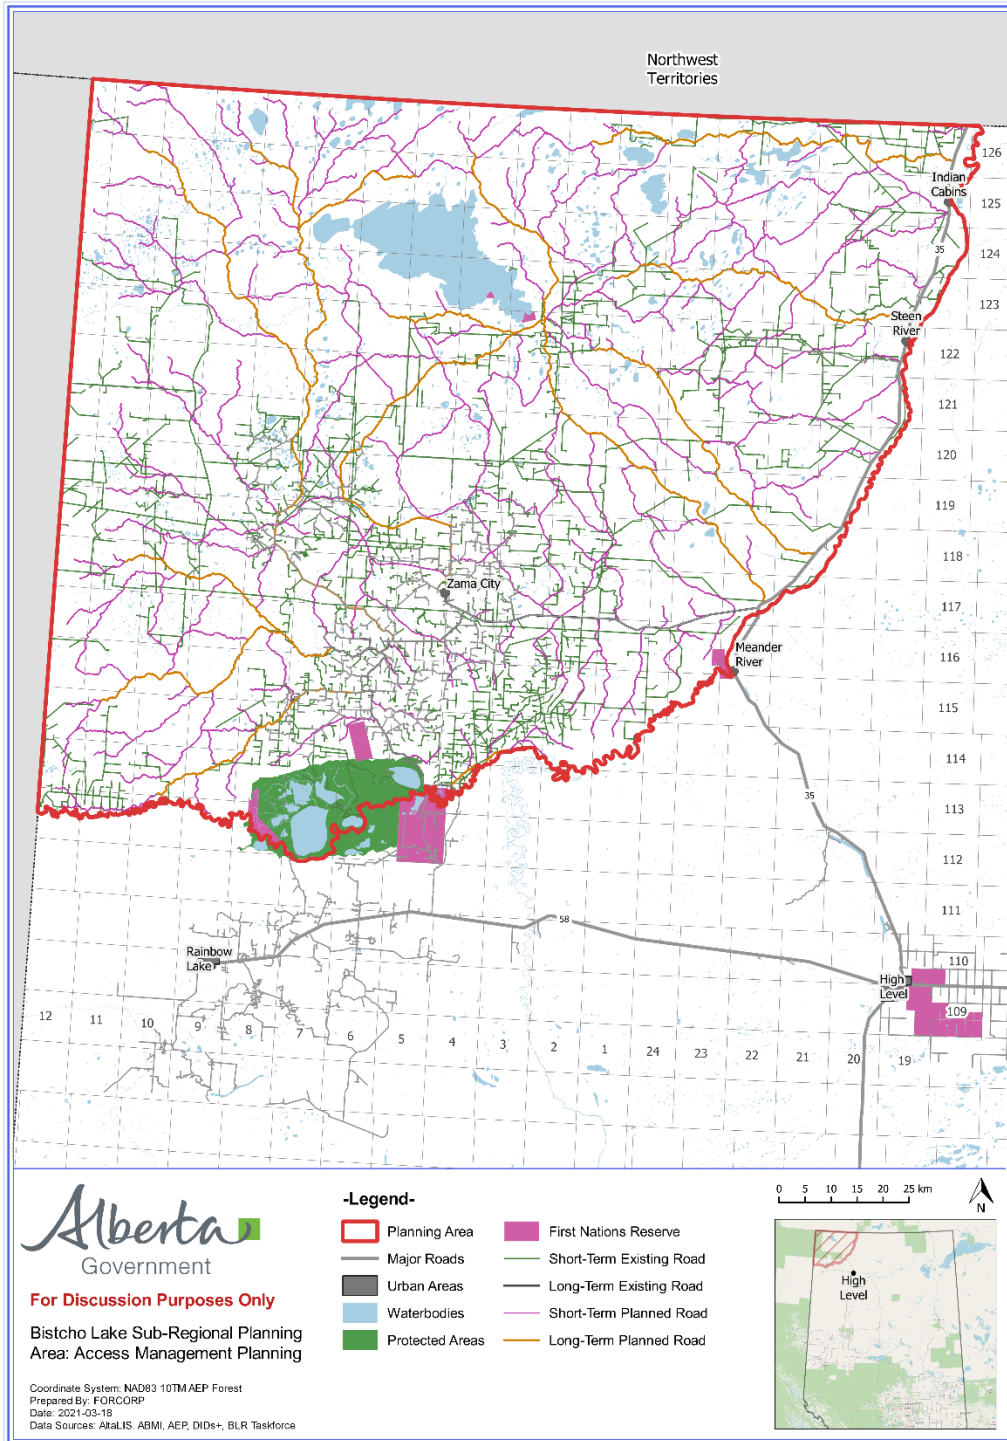 Northwest
Territories
126
Indian
Cabins
125
35
124
123
Steen
River
122
121
120
119
118
Zama City
117
Meander
River
116
115
114
35
113
112
111
58
Rainbow
Lake
110
High
Level
109
12
11
10
9
8
7
6
5
4
3
2
1
24
23
22
21
20
19
Alberta
Government
For Discussion Purposes Only
Bistcho Lake Sub-Regional Planning
Area: Access Management Planning
Coordinate System: NAD83 10TM AEP Forest
Prepared By: FORCORP
Date: 2021-03-18
Data Sources: AltaLIS, ABMI, AEP, DIDs+, BLR Taskforce
-Legend-
Planning Area
Major Roads
Urban Areas
Waterbodies
Protected Areas
First Nations Reserve
Short-Term Existing Road
Long-Term Existing Road
Short-Term Planned Road
Long-Term Planned Road
0 5 10 15 20 25 km
N
High
Level